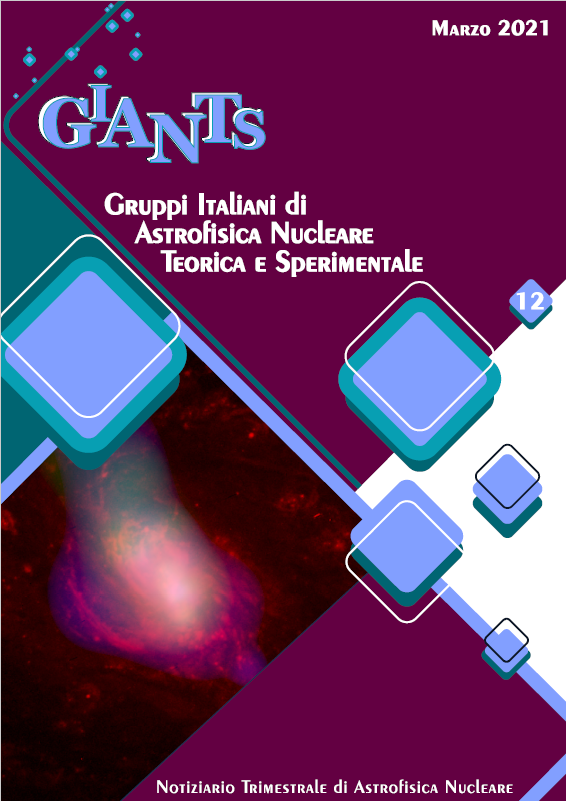 Marzo 2021
GIANTS
Gruppi Italiani di
Astrofisica Nucleare
Teorica e Sperimentale
12
Notiziario Trimestrale di Astrofisica Nucleare